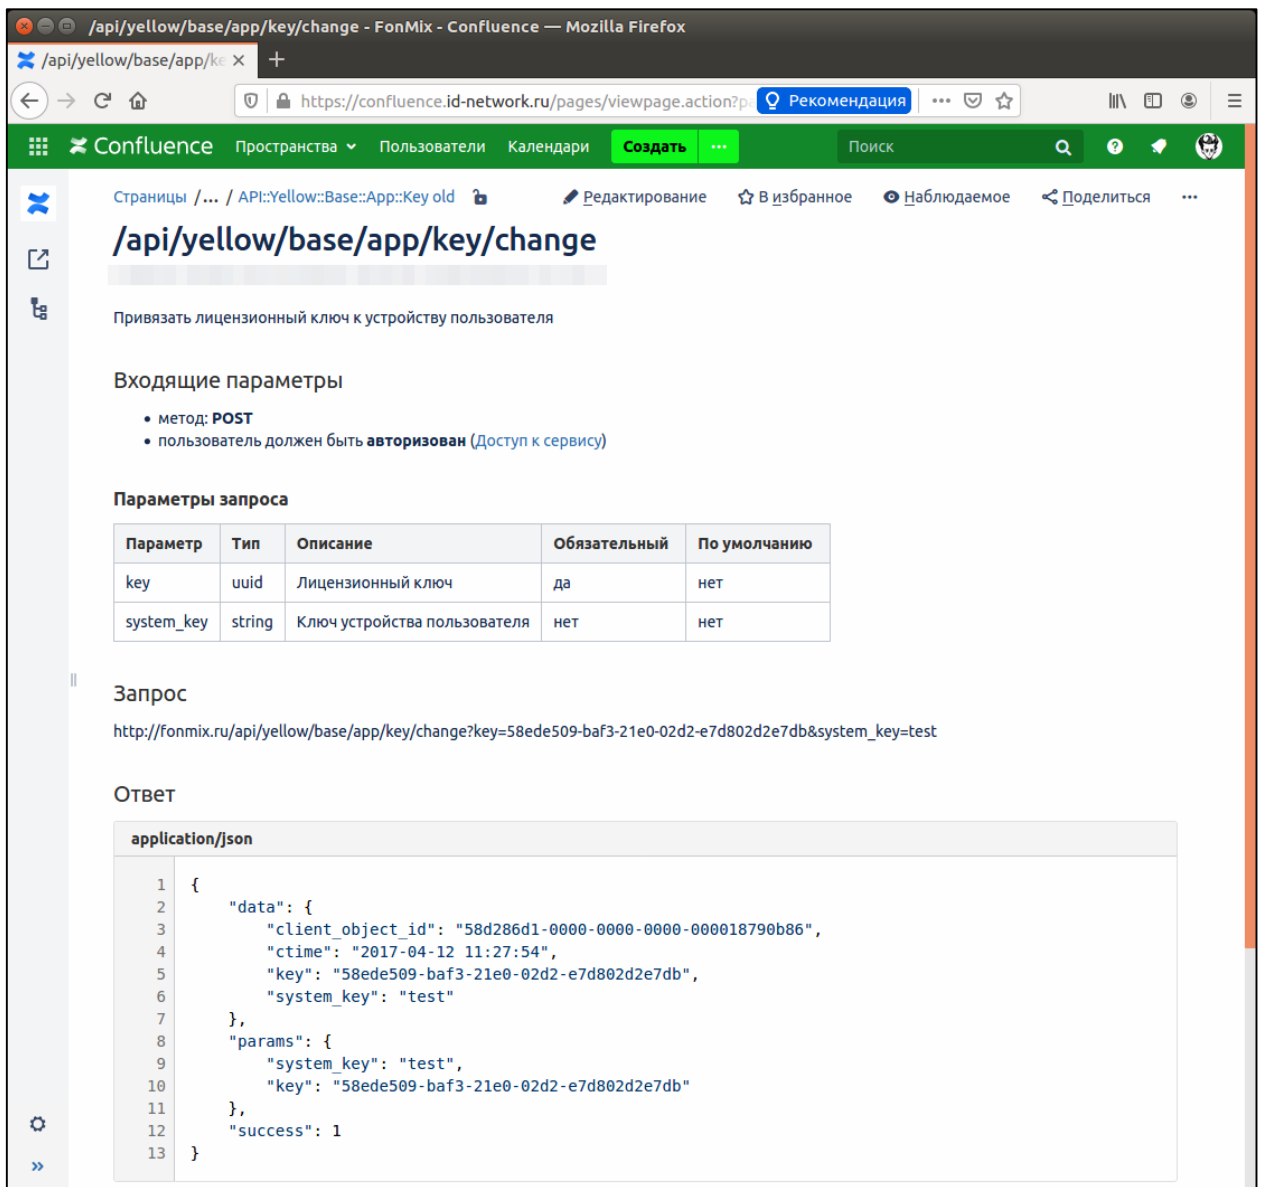 /api/yellow/base/app/key/change - FonMix - Confluence — Mozilla Firefox
/api/yellow/base/app/ke
https://confluence.id-network.ru/pages/viewpage.action?p Рекомендация
Confluence Пространства Пользователи Календари Создать ... Поиск
Страницы /... / API::Yellow::Base::App::Key old Редактирование В избранное Наблюдаемое Поделиться ...
/api/yellow/base/app/key/change
Привязать лицензионный ключ к устройству пользователя
Входящие параметры
• метод: POST
• пользователь должен быть авторизован (Доступ к сервису)
Параметры запроса
Параметр Тип Описание Обязательный По умолчанию
key uuid Лицензионный ключ да нет
system_key string Ключ устройства пользователя нет нет
Запрос
http://fonmix.ru/api/yellow/base/app/key/change?key=58ede509-baf3-21e0-02d2-e7d802d2e7db&system_key=test
Ответ
application/json
1 {
2 "data": {
3 "client_object_id": "58d286d1-0000-0000-0000-000018790b86",
4 "ctime": "2017-04-12 11:27:54",
5 "key": "58ede509-baf3-21e0-02d2-e7d802d2e7db",
6 "system_key": "test"
7 },
8 "params": {
9 "system_key": "test",
10 "key": "58ede509-baf3-21e0-02d2-e7d802d2e7db"
11 },
12 "success": 1
13 }